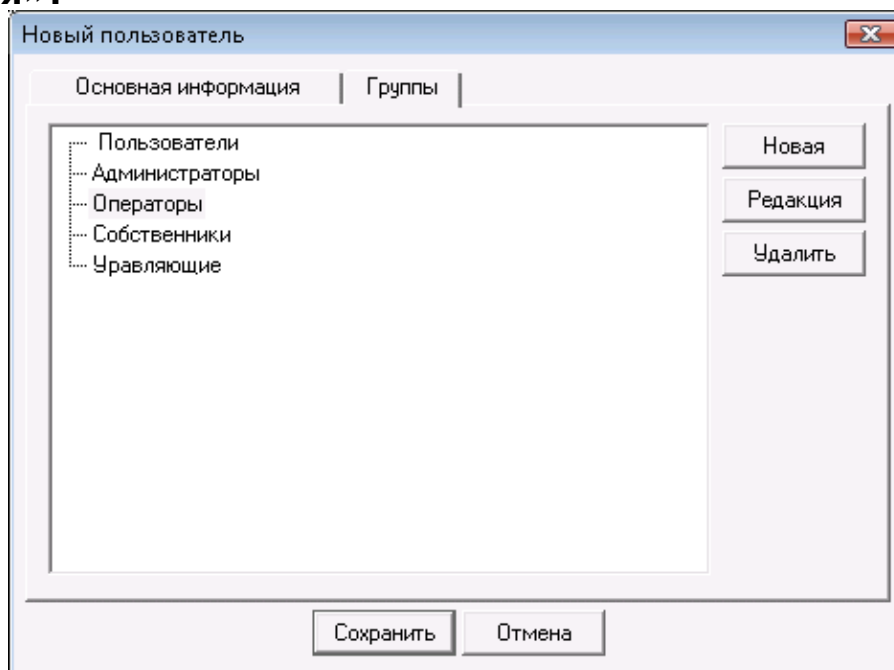 Новый пользователь
Основная информация Группы
Пользователи
Администраторы
Операторы
Собственники
Уравляющие
Новая
Редакция
Удалить
Сохранить Отмена